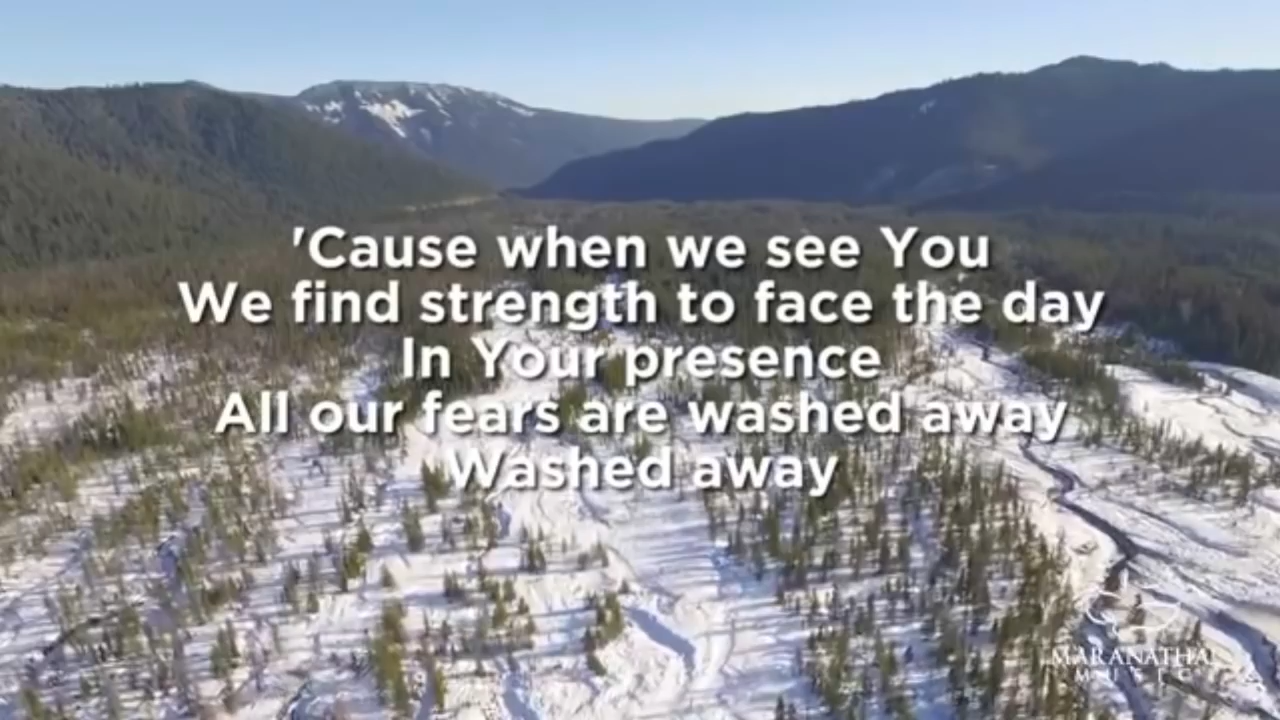 'Cause when we see You
We find strength to face the day
In Your presence
All our fears are washed away
Washed away
MARANATHA!
MUSIC